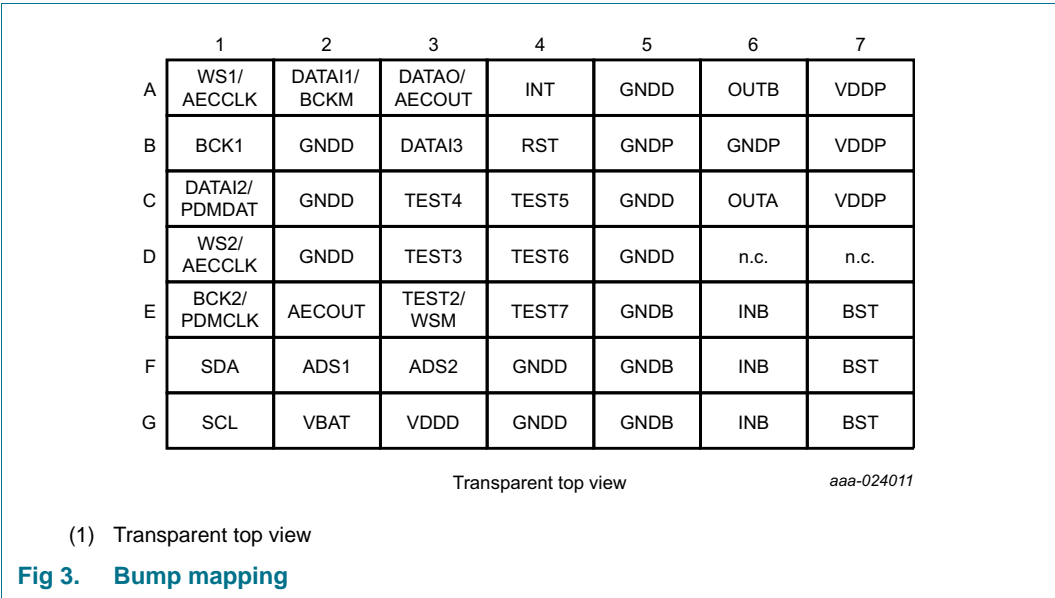 1 2 3 4 5 6 7
A WS1/ AECCLK DATAI1/ BCKM DATAO/ AECOUT INT GNDD OUTB VDDP
B BCK1 GNDD DATAI3 RST GNDP GNDP VDDP
C DATAI2/ PDMDAT GNDD TEST4 TEST5 GNDD OUTA VDDP
D WS2/ AECCLK GNDD TEST3 TEST6 GNDD n.c. n.c.
E BCK2/ PDMCLK AECOUT TEST2/ WSM TEST7 GNDB INB BST
F SDA ADS1 ADS2 GNDD GNDB INB BST
G SCL VBAT VDDD GNDD GNDB INB BST
Transparent top view aaa-024011
(1) Transparent top view
Fig 3. Bump mapping